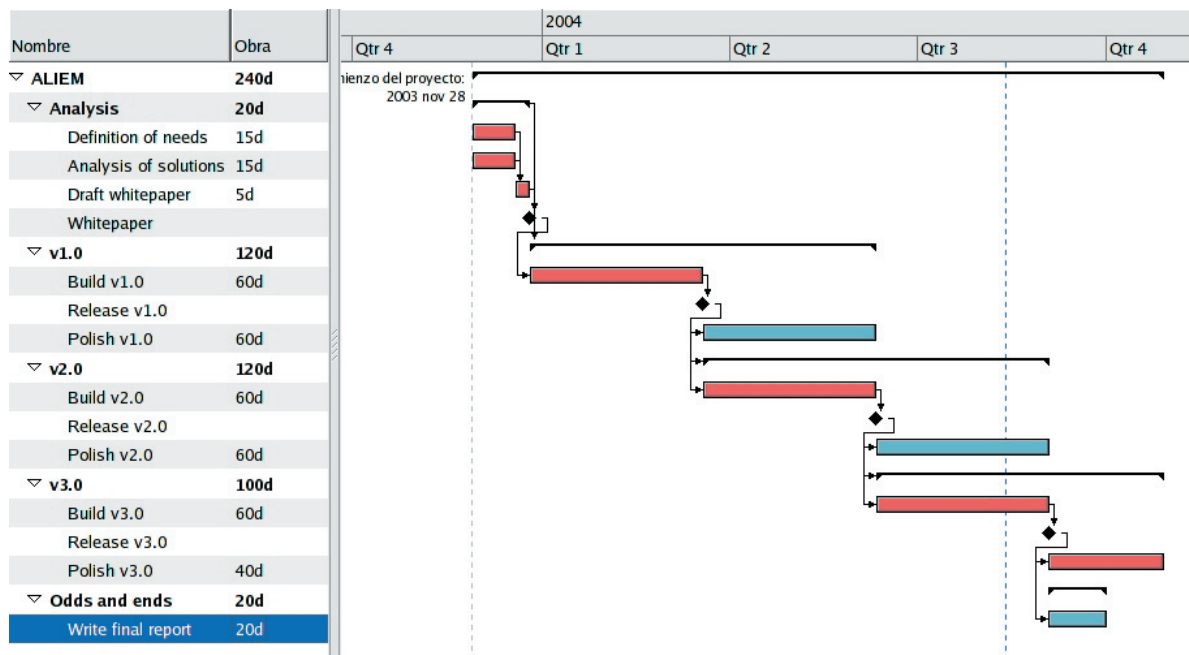 2004
Nombre Obra Qtr 4 Qtr 1 Qtr 2 Qtr 3 Qtr 4
ALIEM 240d
mienzo del proyecto:
2003 nov 28
Analysis 20d
Definition of needs 15d
Analysis of solutions 15d
Draft whitepaper 5d
Whitepaper
v1.0 120d
Build v1.0 60d
Release v1.0
Polish v1.0 60d
v2.0 120d
Build v2.0 60d
Release v2.0
Polish v2.0 60d
v3.0 100d
Build v3.0 60d
Release v3.0
Polish v3.0 40d
Odds and ends 20d
Write final report 20d